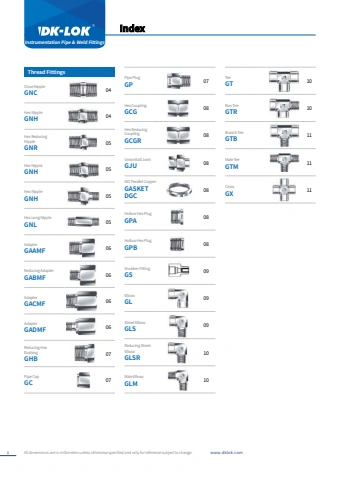 DK-LOK®
Instrumentation Pipe & Weld Fittings
Index
Thread Fittings
Close Nipple
GNC 04
Hex Nipple
GNH 04
Hex Reducing
Nipple
GNR 05
Hex Nipple
GNH 05
Hex Nipple
GNH 05
Hex Long Nipple
GNL 05
Adapter
GAAMF 06
Reducing Adapter
GABMF 06
Adapter
GACMF 06
Adapter
GADMF 06
Reducing Hex
Bushing
GHB 07
Pipe Cap
GC 07
Pipe Plug
GP 07
Hex Coupling
GCG 08
Hex Reducing
Coupling
GCGR 08
Union Ball Joint
GJU 08
ISO Parallel Copper
GASKET
DGC 08
Hollow Hex Plug
GPA 08
Hollow Hex Plug
GPB 08
GS 09
Elbow
GL 09
Street Elbow
GLS 09
Reducing Street
Elbow
GLSR 10
Male Elbow
GLM 10
Tee
GT 10
Run Tee
GTR 10
Branch Tee
GTB 11
Male Tee
GTM 11
Cross
GX 11
All dimensions are in millimeters unless otherwise specified and only for reference subject to change.
www.dklok.com